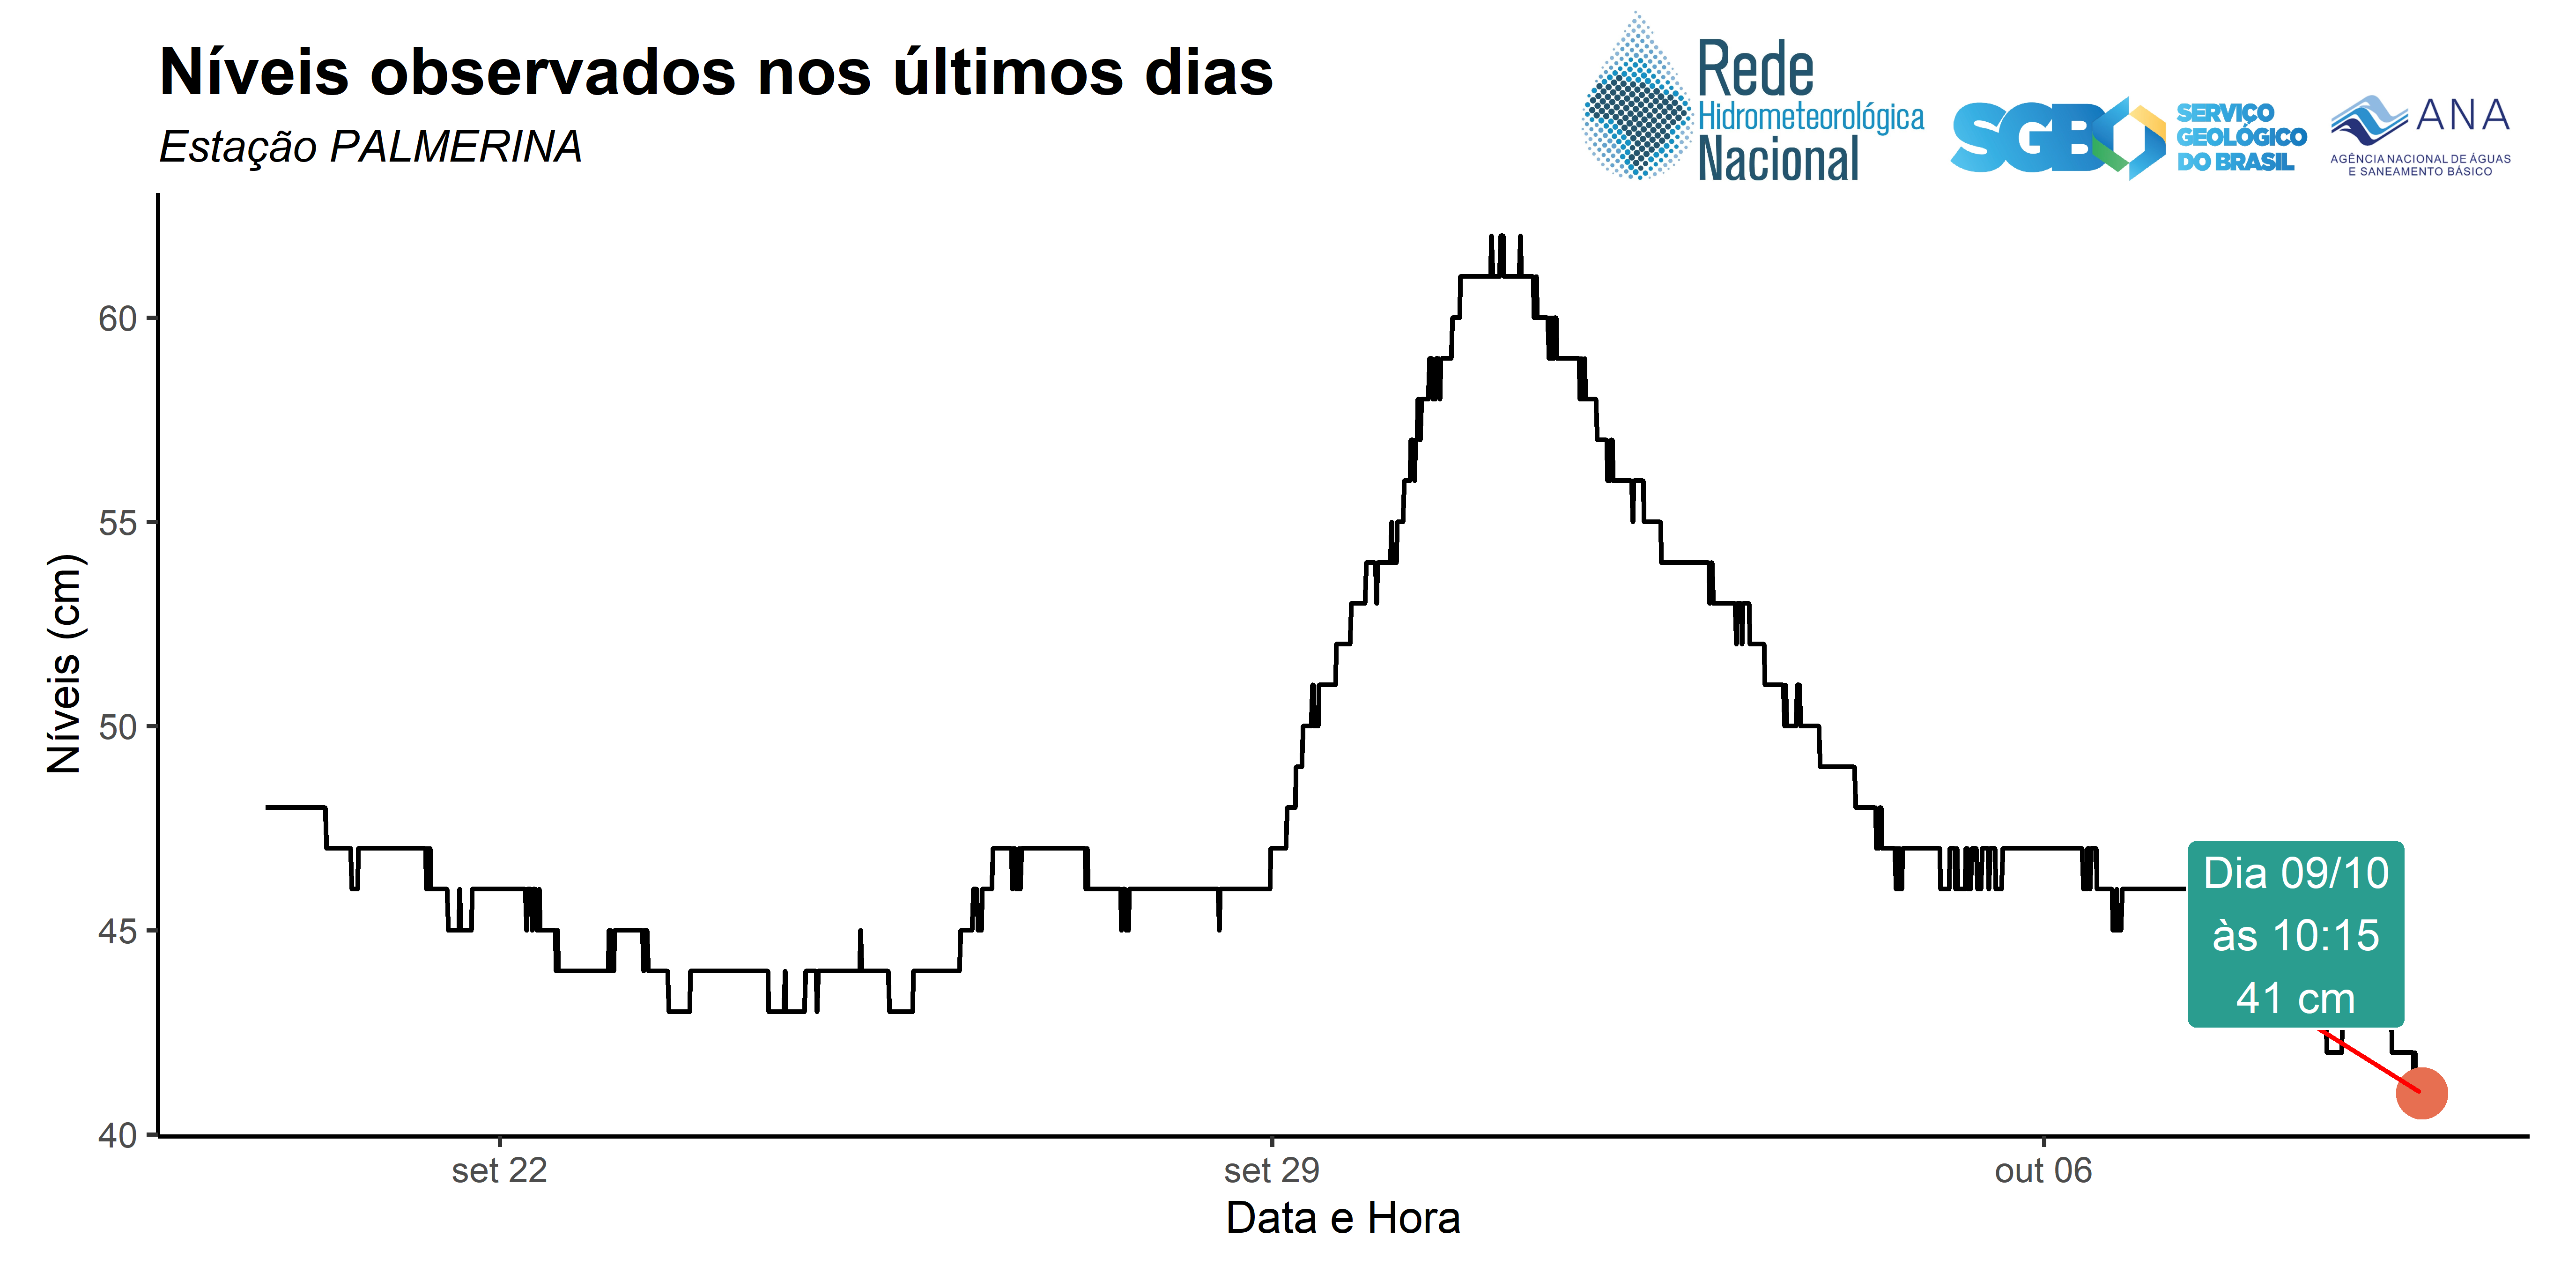 Níveis observados nos últimos dias
Estação PALMERINA
Rede
Hidrometeorológica
Nacional
SGB
SERVIÇO
GEOLÓGICO
DO BRASIL
ANA
AGÊNCIA NACIONAL DE ÁGUAS
E SANEAMENTO BÁSICO
Níveis (cm)
60
55
50
45
40
Dia 09/10
às 10:15
41 cm
set 22
set 29
out 06
Data e Hora